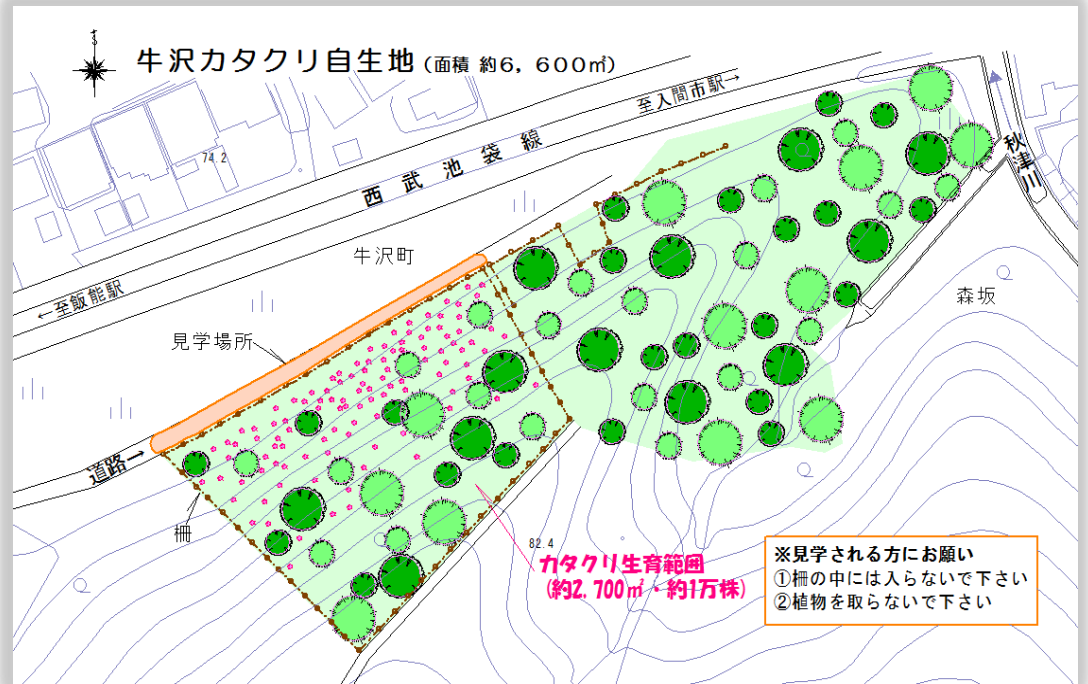 牛沢カタクリ自生地(面積 約6,600㎡)
至入間市駅→
74.2
西武池袋線
秋津川
牛沢町
←至飯能駅
森坂
見学場所
道路→
柵
82.4
カタクリ生育範囲
(約2,700㎡・約1万株)
※見学される方にお願い
①柵の中には入らないで下さい
②植物を取らないで下さい